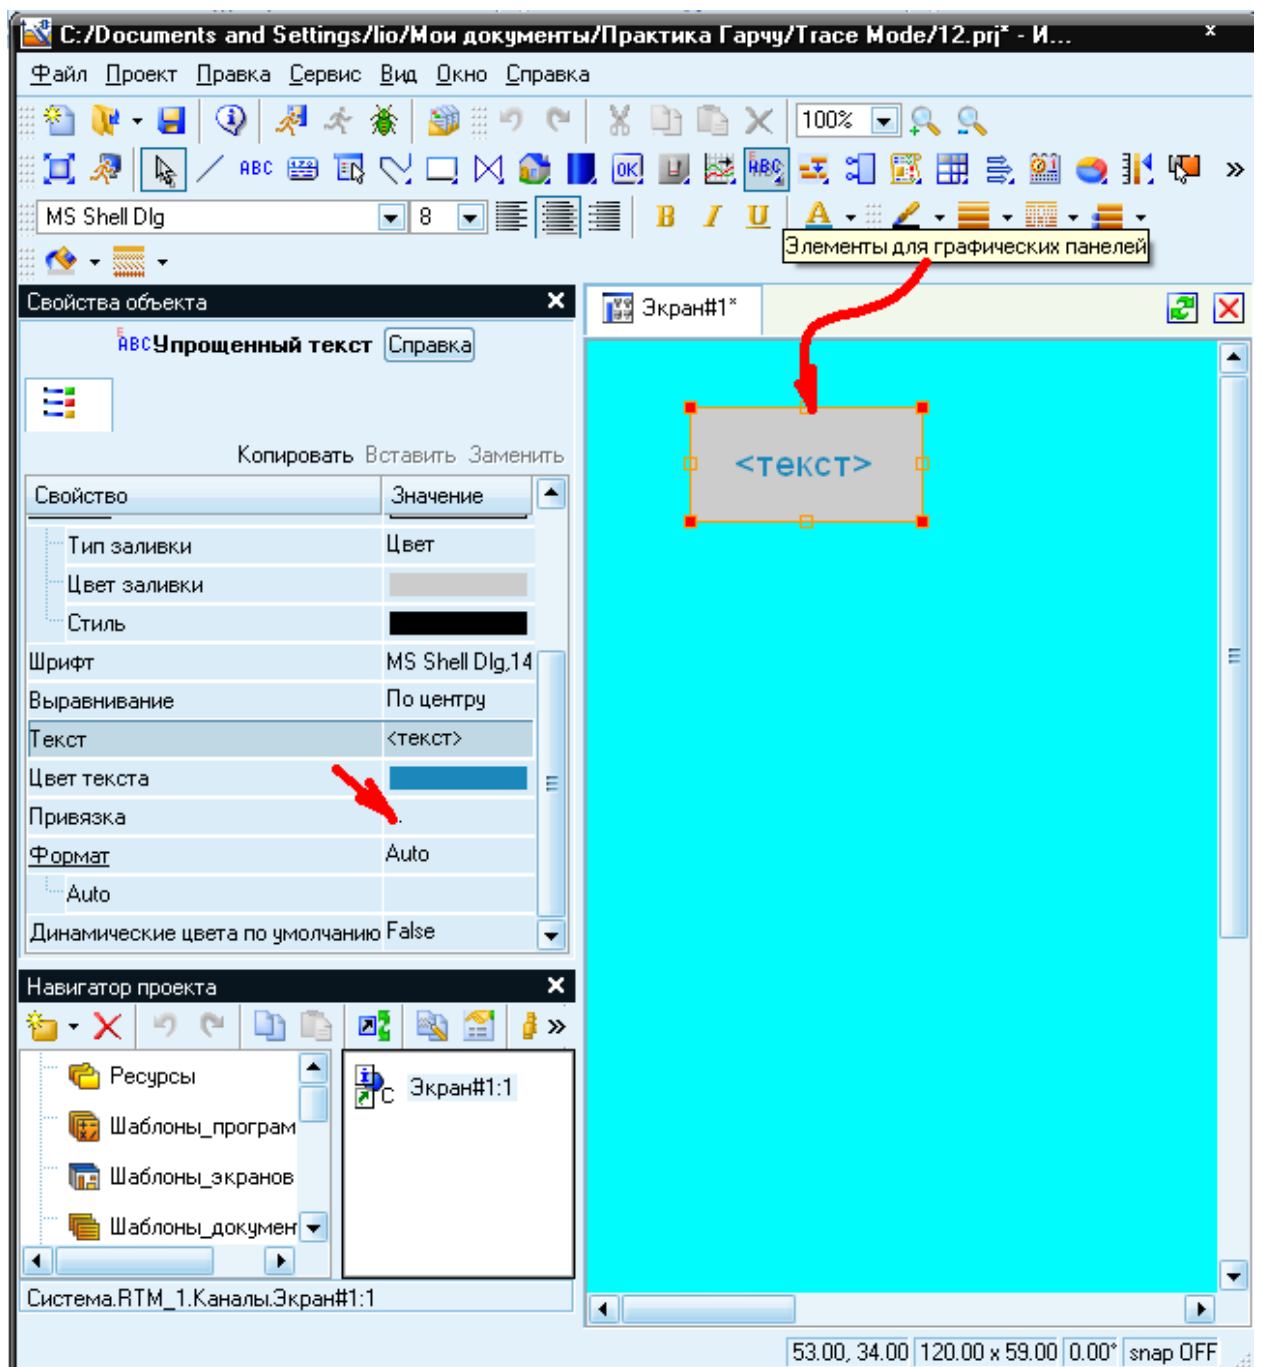 C:/Documents and Settings/lio/Мои документы/Практика Гарчу/Trace Mode/12.prj* - И...
Файл Проект Правка Сервис Вид Окно Справка
100%
ABC OK ABC
MS Shell Dlg 8 B I U A
Элементы для графических панелей
Свойства объекта
Экран#1*
ABC Упрощенный текст Справка
Копировать Вставить Заменить
Свойство Значение
<текст>
Тип заливки Цвет
Цвет заливки
Стиль
Шрифт MS Shell Dlg,14
Выравнивание По центру
Текст <текст>
Цвет текста
Привязка
Формат Auto
Auto
Динамические цвета по умолчанию False
Навигатор проекта
Ресурсы
Экран#1:1
Шаблоны_програм
Шаблоны_экранов
Шаблоны_докумен
Система.RTM_1.Каналы.Экран#1:1
53.00, 34.00 120.00 x 59.00 0.00° snap OFF